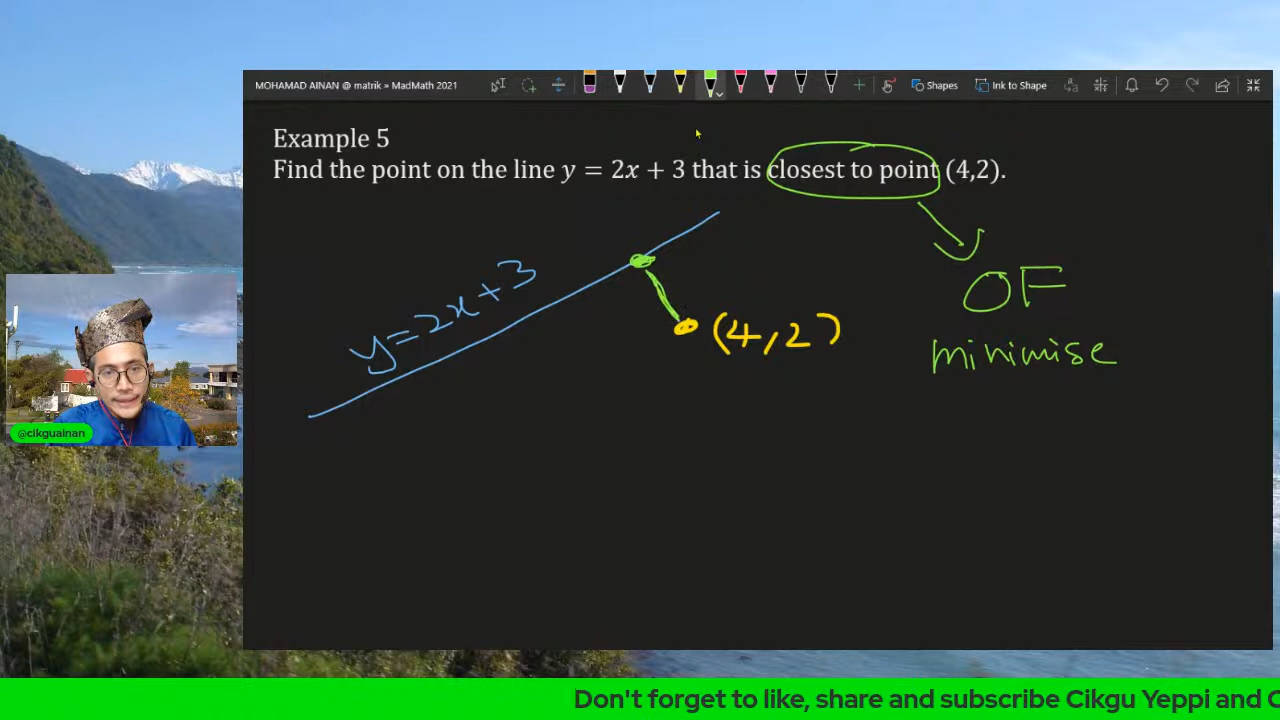 MOHAMAD AINAN @ matrik » MadMath 2021
Shapes
Ink to Shape
Example 5
Find the point on the line y = 2x + 3 that is closest to point (4,2).
y=2x+3
(4,2)
OF
minimise
@cikguainan
Don't forget to like, share and subscribe Cikgu Yeppi and